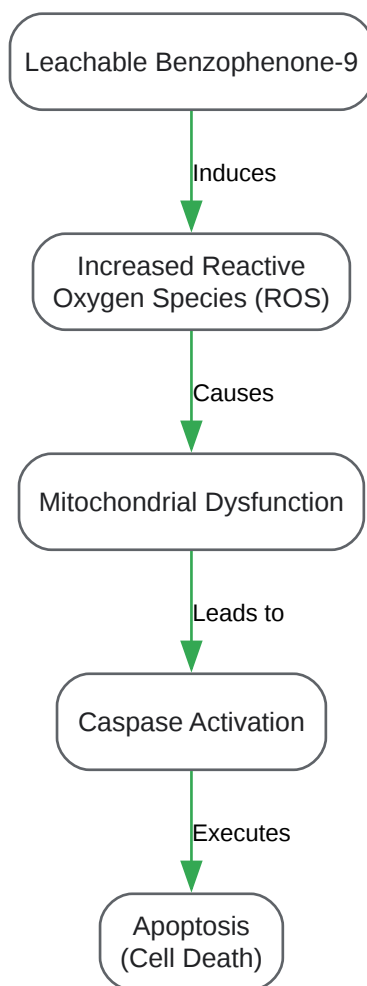 Leachable Benzophenone-9
Induces
Increased Reactive
Oxygen Species (ROS)
Causes
Mitochondrial Dysfunction
Leads to
Caspase Activation
Executes
Apoptosis
(Cell Death)